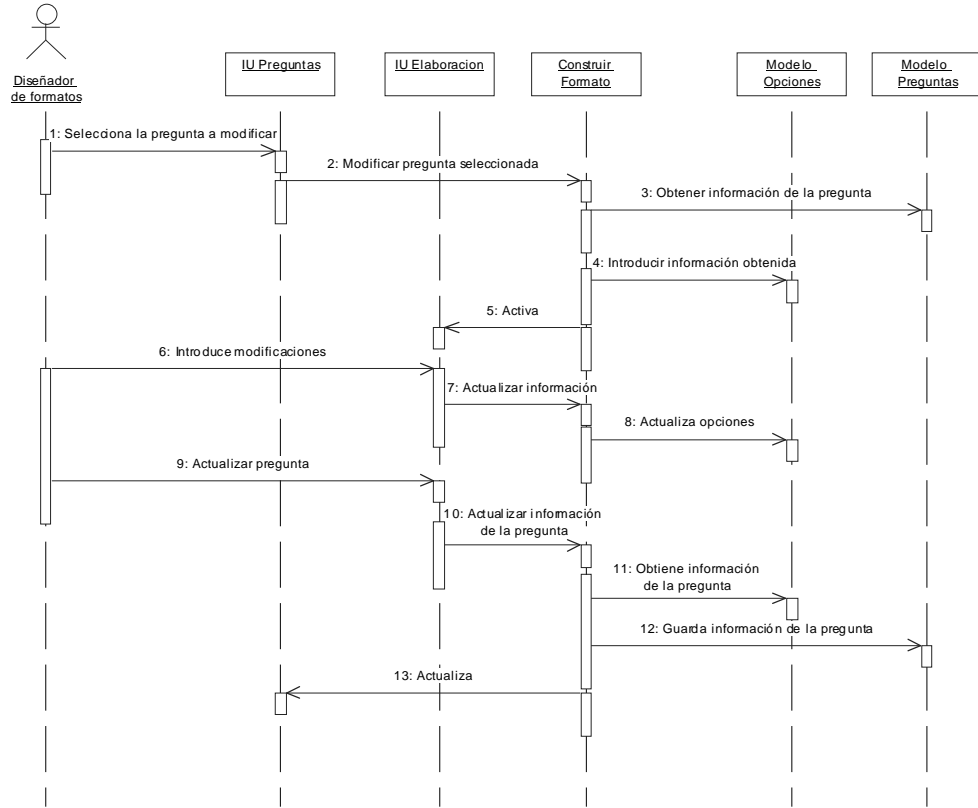 Diseñador
de formatos
IU Preguntas
IU Elaboracion
Construir
Formato
Modelo
Opciones
Modelo
Preguntas
1: Selecciona la pregunta a modificar
2: Modificar pregunta seleccionada
3: Obtener información de la pregunta
4: Introducir información obtenida
5: Activa
6: Introduce modificaciones
7: Actualizar información
8: Actualiza opciones
9: Actualizar pregunta
10: Actualizar información
de la pregunta
11: Obtiene información
de la pregunta
12: Guarda información de la pregunta
13: Actualiza